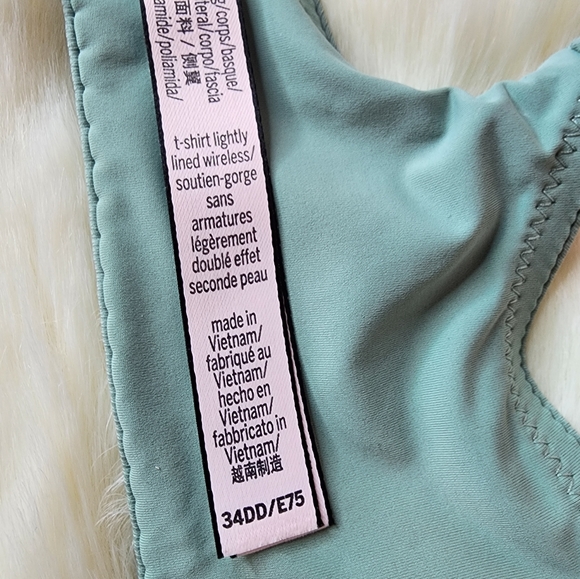 g/corps/basque/
teral/corpo/fascia
面料 / 侧翼
amide/poliamida/
t-shirt lightly
lined wireless/
soutien-gorge
sans
armatures
légèrement
doublé effet
seconde peau
made in
Vietnam/
fabriqué au
Vietnam/
hecho en
Vietnam/
fabbricato in
Vietnam/
越南制造
34DD/E75